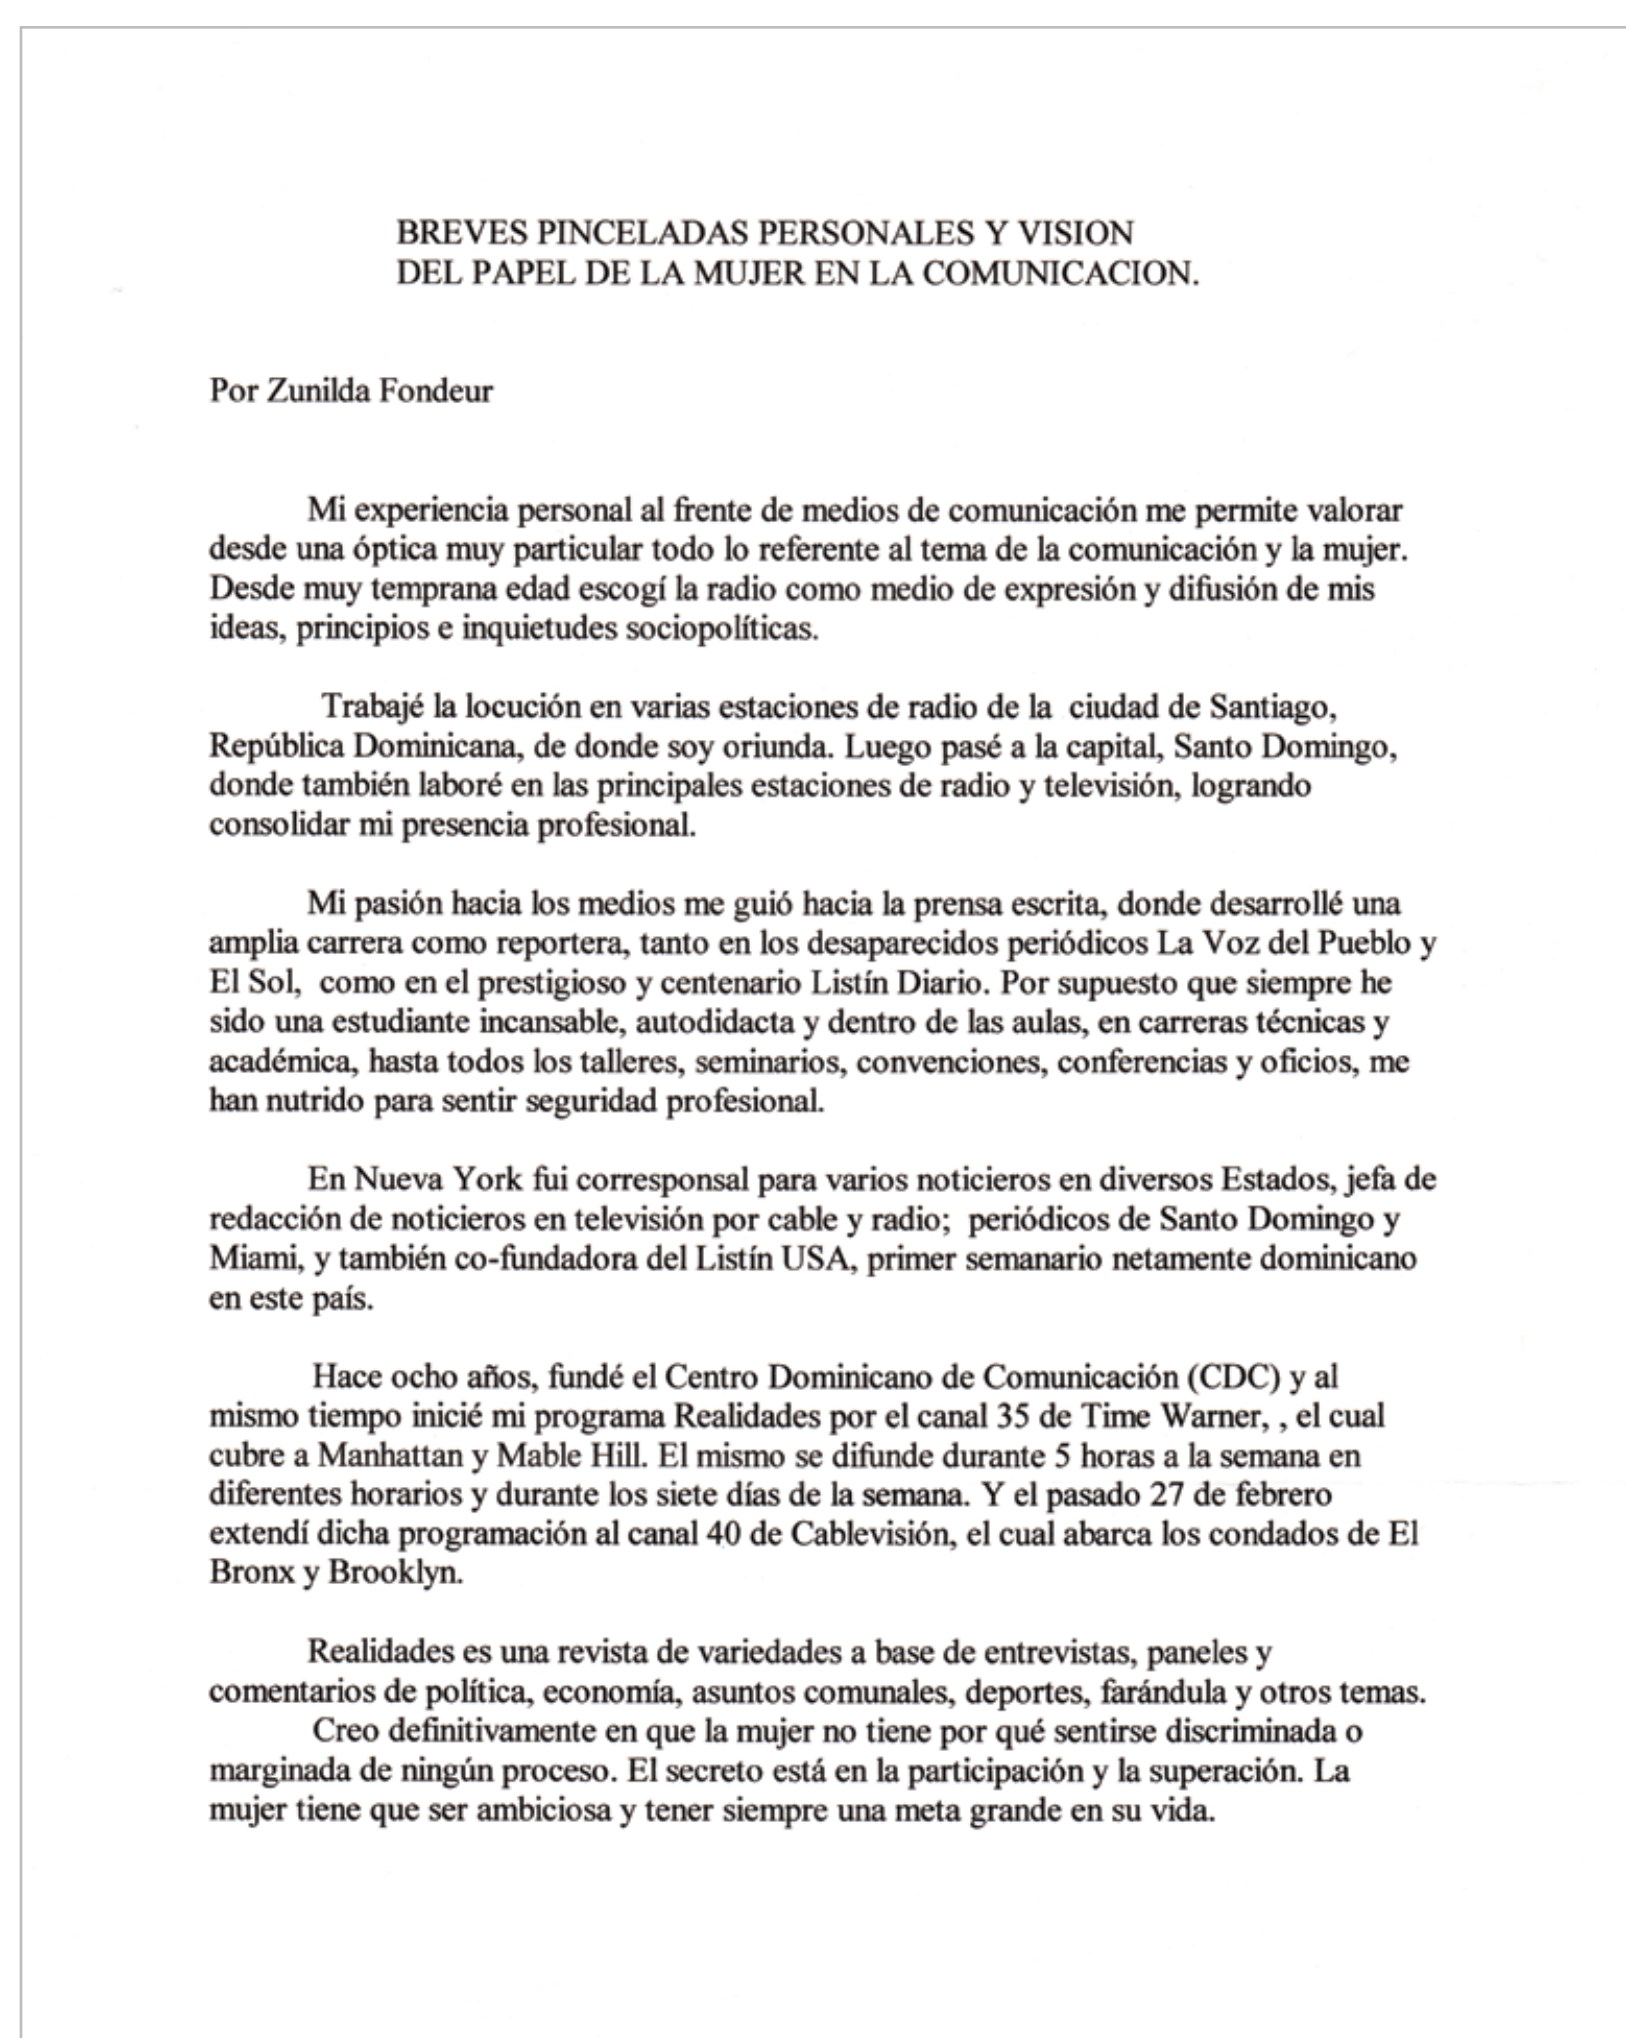 BREVES PINCELADAS PERSONALES Y VISION
DEL PAPEL DE LA MUJER EN LA COMUNICACION.
Por Zunilda Fondeur
Mi experiencia personal al frente de medios de comunicación me permite valorar
desde una óptica muy particular todo lo referente al tema de la comunicación y la mujer.
Desde muy temprana edad escogí la radio como medio de expresión y difusión de mis
ideas, principios e inquietudes sociopolíticas.
Trabajé la locución en varias estaciones de radio de la ciudad de Santiago,
República Dominicana, de donde soy oriunda. Luego pasé a la capital, Santo Domingo,
donde también laboré en las principales estaciones de radio y televisión, logrando
consolidar mi presencia profesional.
Mi pasión hacia los medios me guió hacia la prensa escrita, donde desarrollé una
amplia carrera como reportera, tanto en los desaparecidos periódicos La Voz del Pueblo y
El Sol, como en el prestigioso y centenario Listín Diario. Por supuesto que siempre he
sido una estudiante incansable, autodidacta y dentro de las aulas, en carreras técnicas y
académica, hasta todos los talleres, seminarios, convenciones, conferencias y oficios, me
han nutrido para sentir seguridad profesional.
En Nueva York fui corresponsal para varios noticieros en diversos Estados, jefa de
redacción de noticieros en televisión por cable y radio; periódicos de Santo Domingo y
Miami, y también co-fundadora del Listín USA, primer semanario netamente dominicano
en este país.
Hace ocho años, fundé el Centro Dominicano de Comunicación (CDC) y al
mismo tiempo inicié mi programa Realidades por el canal 35 de Time Warner, , el cual
cubre a Manhattan y Mable Hill. El mismo se difunde durante 5 horas a la semana en
diferentes horarios y durante los siete días de la semana. Y el pasado 27 de febrero
extendí dicha programación al canal 40 de Cablevisión, el cual abarca los condados de El
Bronx y Brooklyn.
Realidades es una revista de variedades a base de entrevistas, paneles y
comentarios de política, economía, asuntos comunales, deportes, farándula y otros temas.
Creo definitivamente en que la mujer no tiene por qué sentirse discriminada o
marginada de ningún proceso. El secreto está en la participación y la superación. La
mujer tiene que ser ambiciosa y tener siempre una meta grande en su vida.